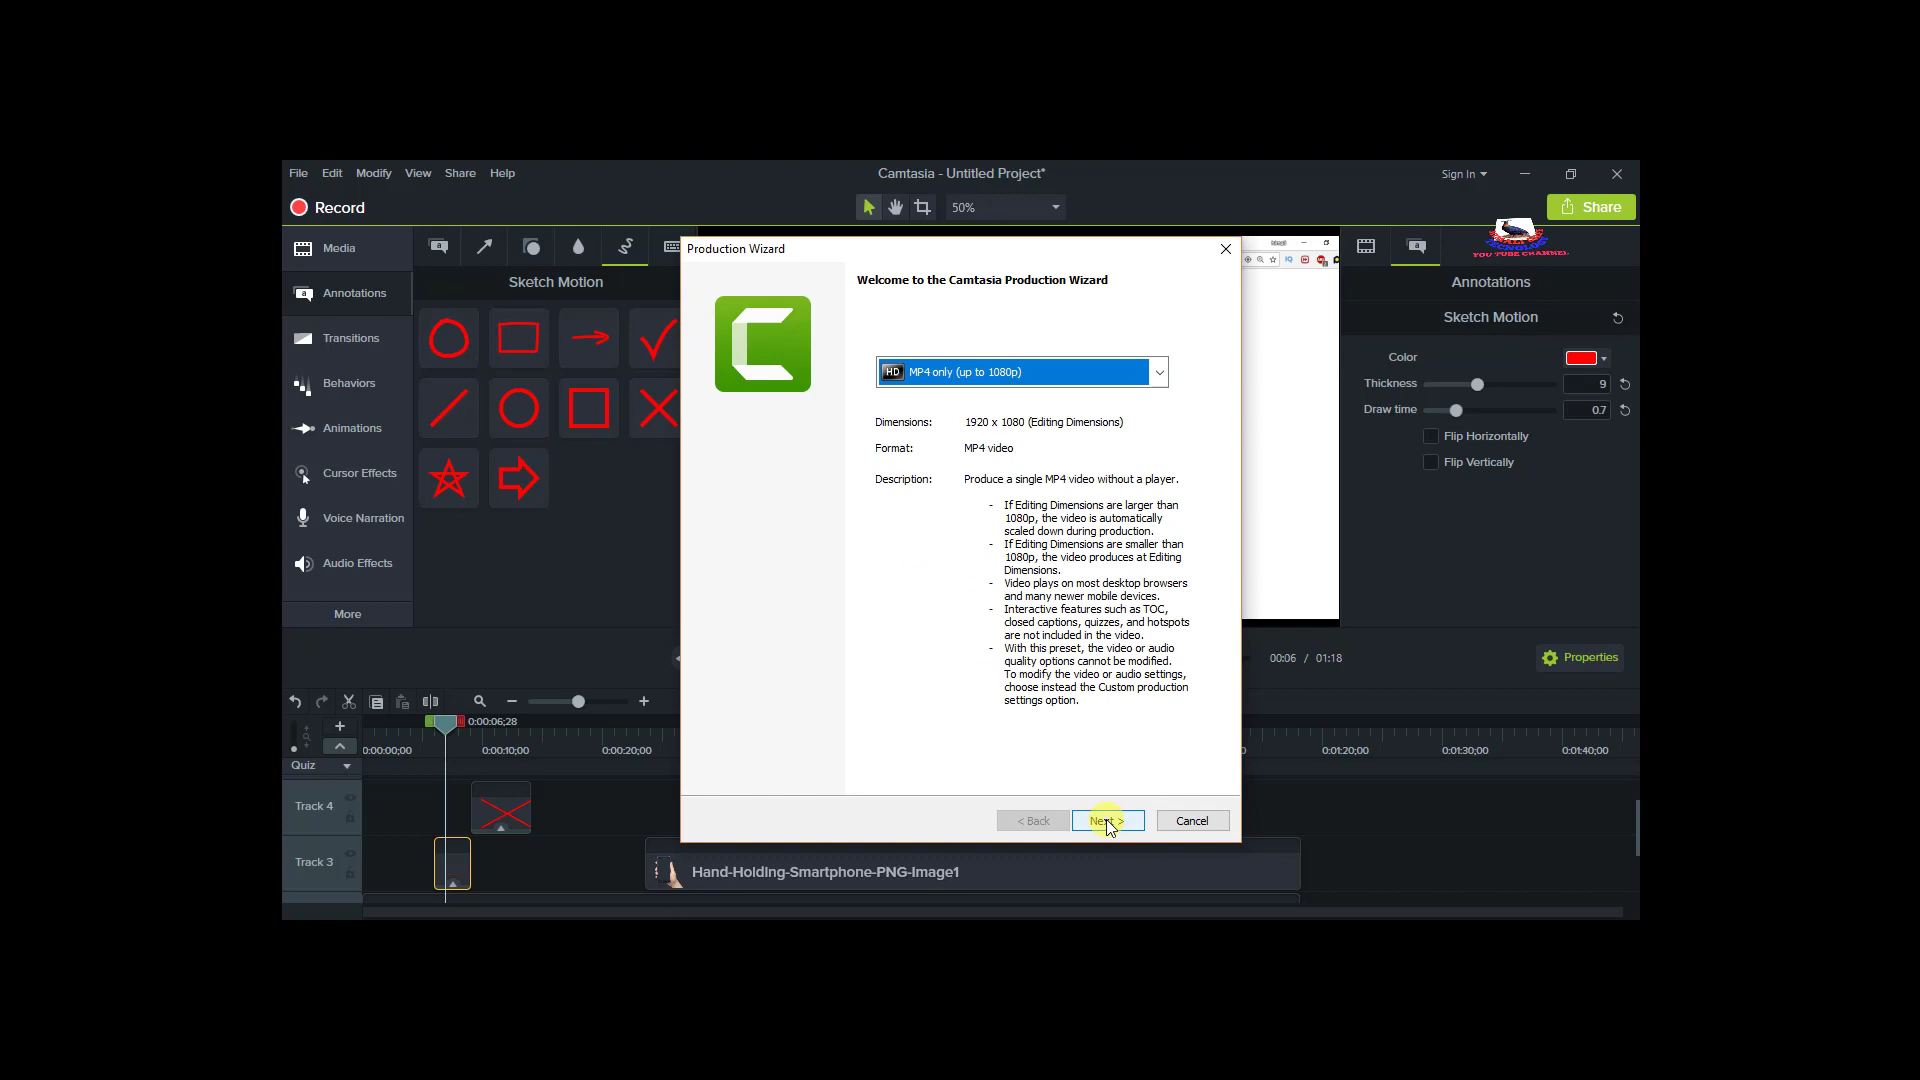 File Edit Modify View Share Help
Camtasia - Untitled Project*
Sign In
Record
50%
Share
Media
Annotations
Transitions
Behaviors
Animations
Cursor Effects
Voice Narration
Audio Effects
More
Sketch Motion
Production Wizard
Welcome to the Camtasia Production Wizard
HD MP4 only (up to 1080p)
Dimensions: 1920 x 1080 (Editing Dimensions)
Format: MP4 video
Description: Produce a single MP4 video without a player.
- If Editing Dimensions are larger than
1080p, the video is automatically
scaled down during production.
- If Editing Dimensions are smaller than
1080p, the video produces at Editing
Dimensions.
- Video plays on most desktop browsers
and many newer mobile devices.
- Interactive features such as TOC,
closed captions, quizzes, and hotspots
are not included in the video.
- With this preset, the video or audio
quality options cannot be modified.
To modify the video or audio settings,
choose instead the Custom production
settings option.
< Back Next > Cancel
YOU TUBE CHANNEL
Annotations
Sketch Motion
Color
Thickness 9
Draw time 0.7
Flip Horizontally
Flip Vertically
00:06 / 01:18
Properties
0:00:06;28
0:00:00;00 0:00:10;00 0:00:20;00 0:01:20;00 0:01:30;00 0:01:40;00
Quiz
Track 4
Track 3
Hand-Holding-Smartphone-PNG-Image1